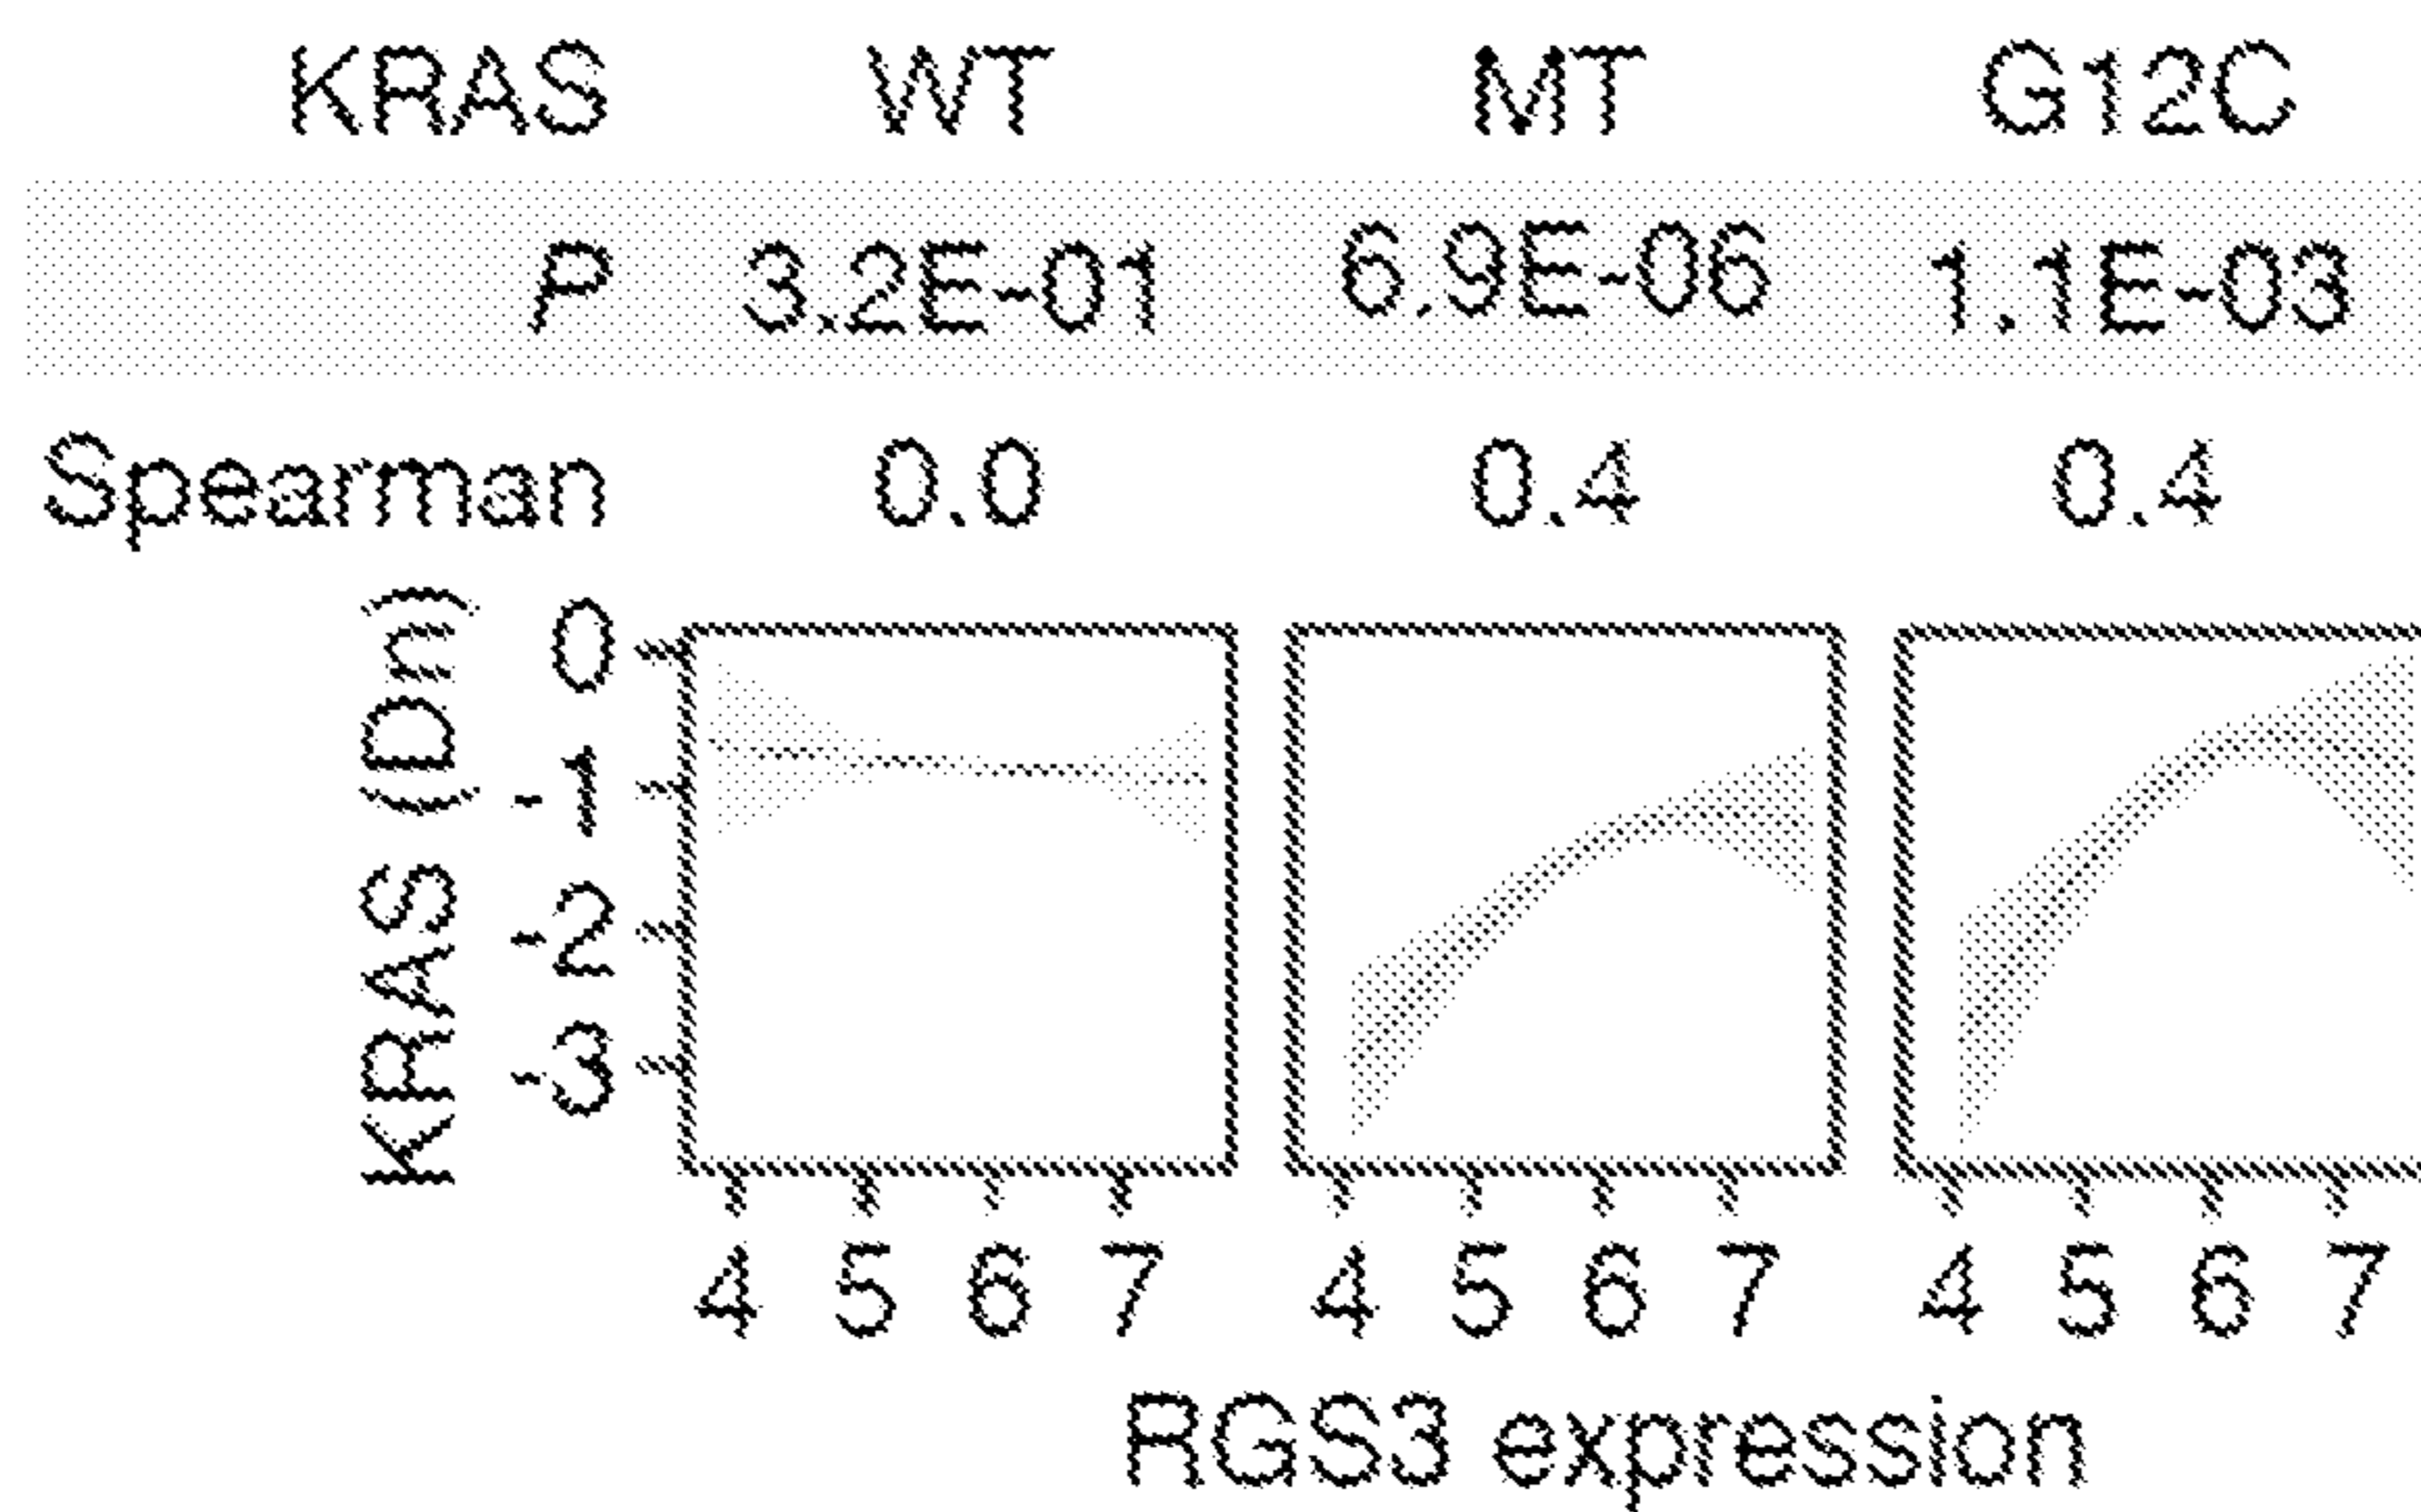 KRAS WT MT G12C
P 3.2E-01 6.9E-06 1.1E-03
Spearman 0.0 0.4 0.4
KRAS (Dm)
0
-1
-2
-3
4 5 6 7 4 5 6 7 4 5 6 7
RGS3 expression